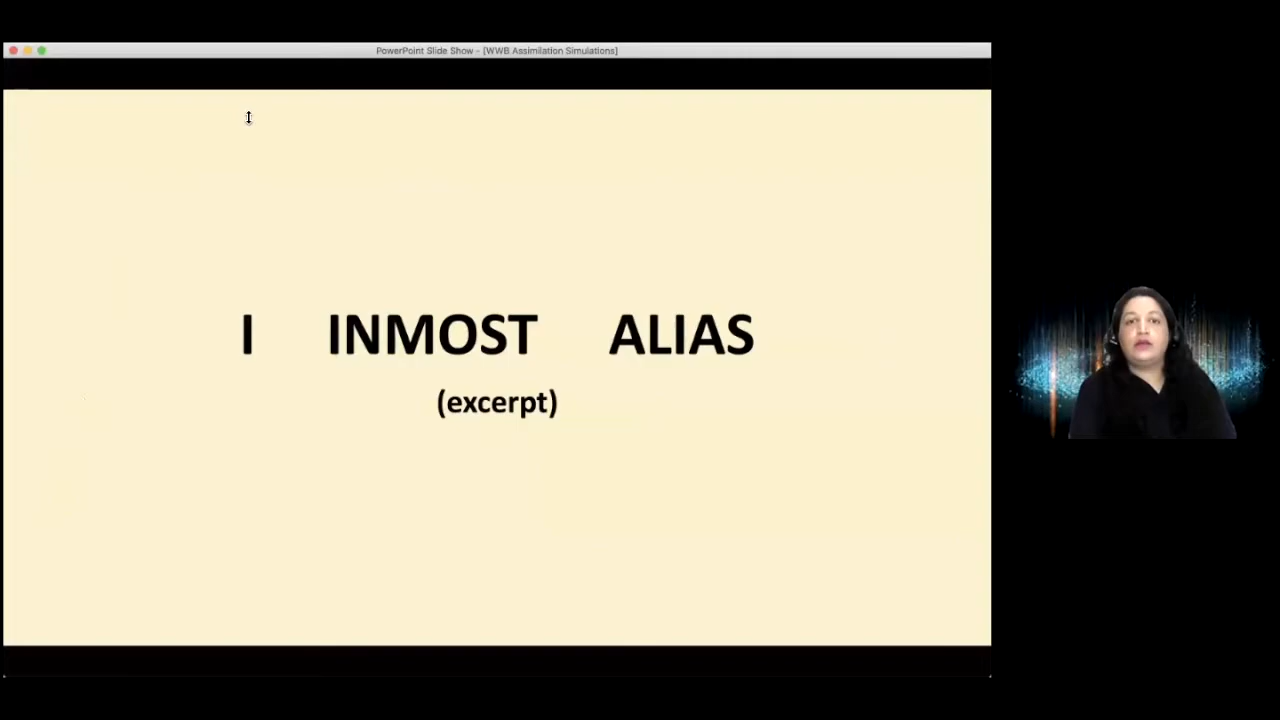 PowerPoint Slide Show - [WWB Assimilation Simulations]
I INMOST ALIAS
(excerpt)